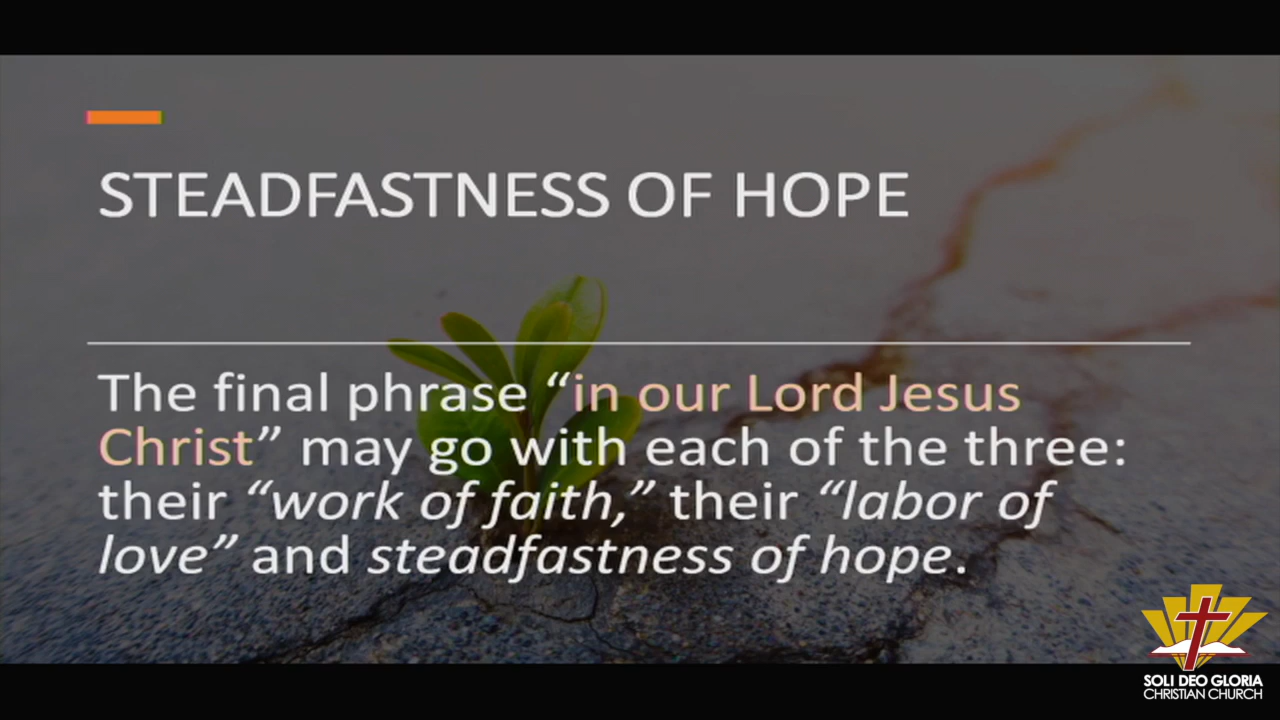 STEADFASTNESS OF HOPE
The final phrase “in our Lord Jesus
Christ” may go with each of the three:
their “work of faith,” their “labor of
love” and steadfastness of hope.
SOLI DEO GLORIA
CHRISTIAN CHURCH